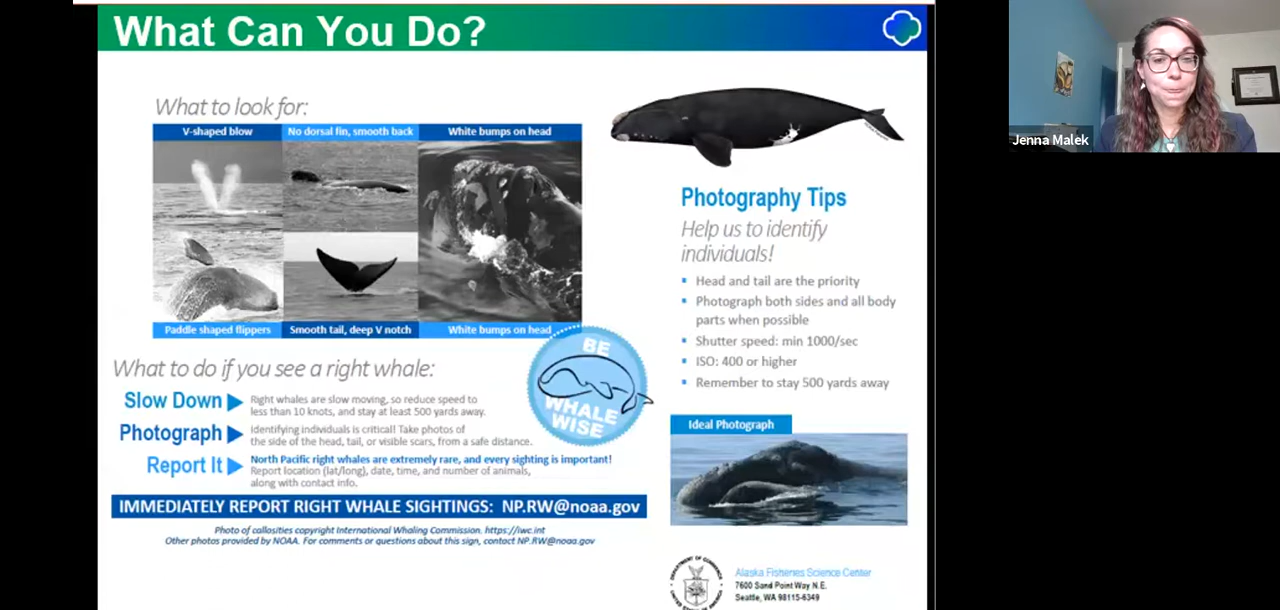 What Can You Do?
What to look for:
V-shaped blow
No dorsal fin, smooth back
White bumps on head
Paddle shaped flippers
Smooth tail, deep V notch
White bumps on head
BE
WHALE
WISE
What to do if you see a right whale:
Slow Down
Right whales are slow moving, so reduce speed to
less than 10 knots, and stay at least 500 yards away.
Photograph
Identifying individuals is critical! Take photos of
the side of the head, tail, or visible scars, from a safe distance.
Report It
North Pacific right whales are extremely rare, and every sighting is important!
Report location (lat/long), date, time, and number of animals,
along with contact info.
IMMEDIATELY REPORT RIGHT WHALE SIGHTINGS: NP.RW@noaa.gov
Photo of callosities copyright International Whaling Commission. https://iwc.int
Other photos provided by NOAA. For comments or questions about this sign, contact NP.RW@noaa.gov
Photography Tips
Help us to identify
individuals!
Head and tail are the priority
Photograph both sides and all body
parts when possible
Shutter speed: min 1000/sec
ISO: 400 or higher
Remember to stay 500 yards away
Ideal Photograph
Alaska Fisheries Science Center
7600 Sand Point Way N.E.
Seattle, WA 98115-6349
Jenna Malek